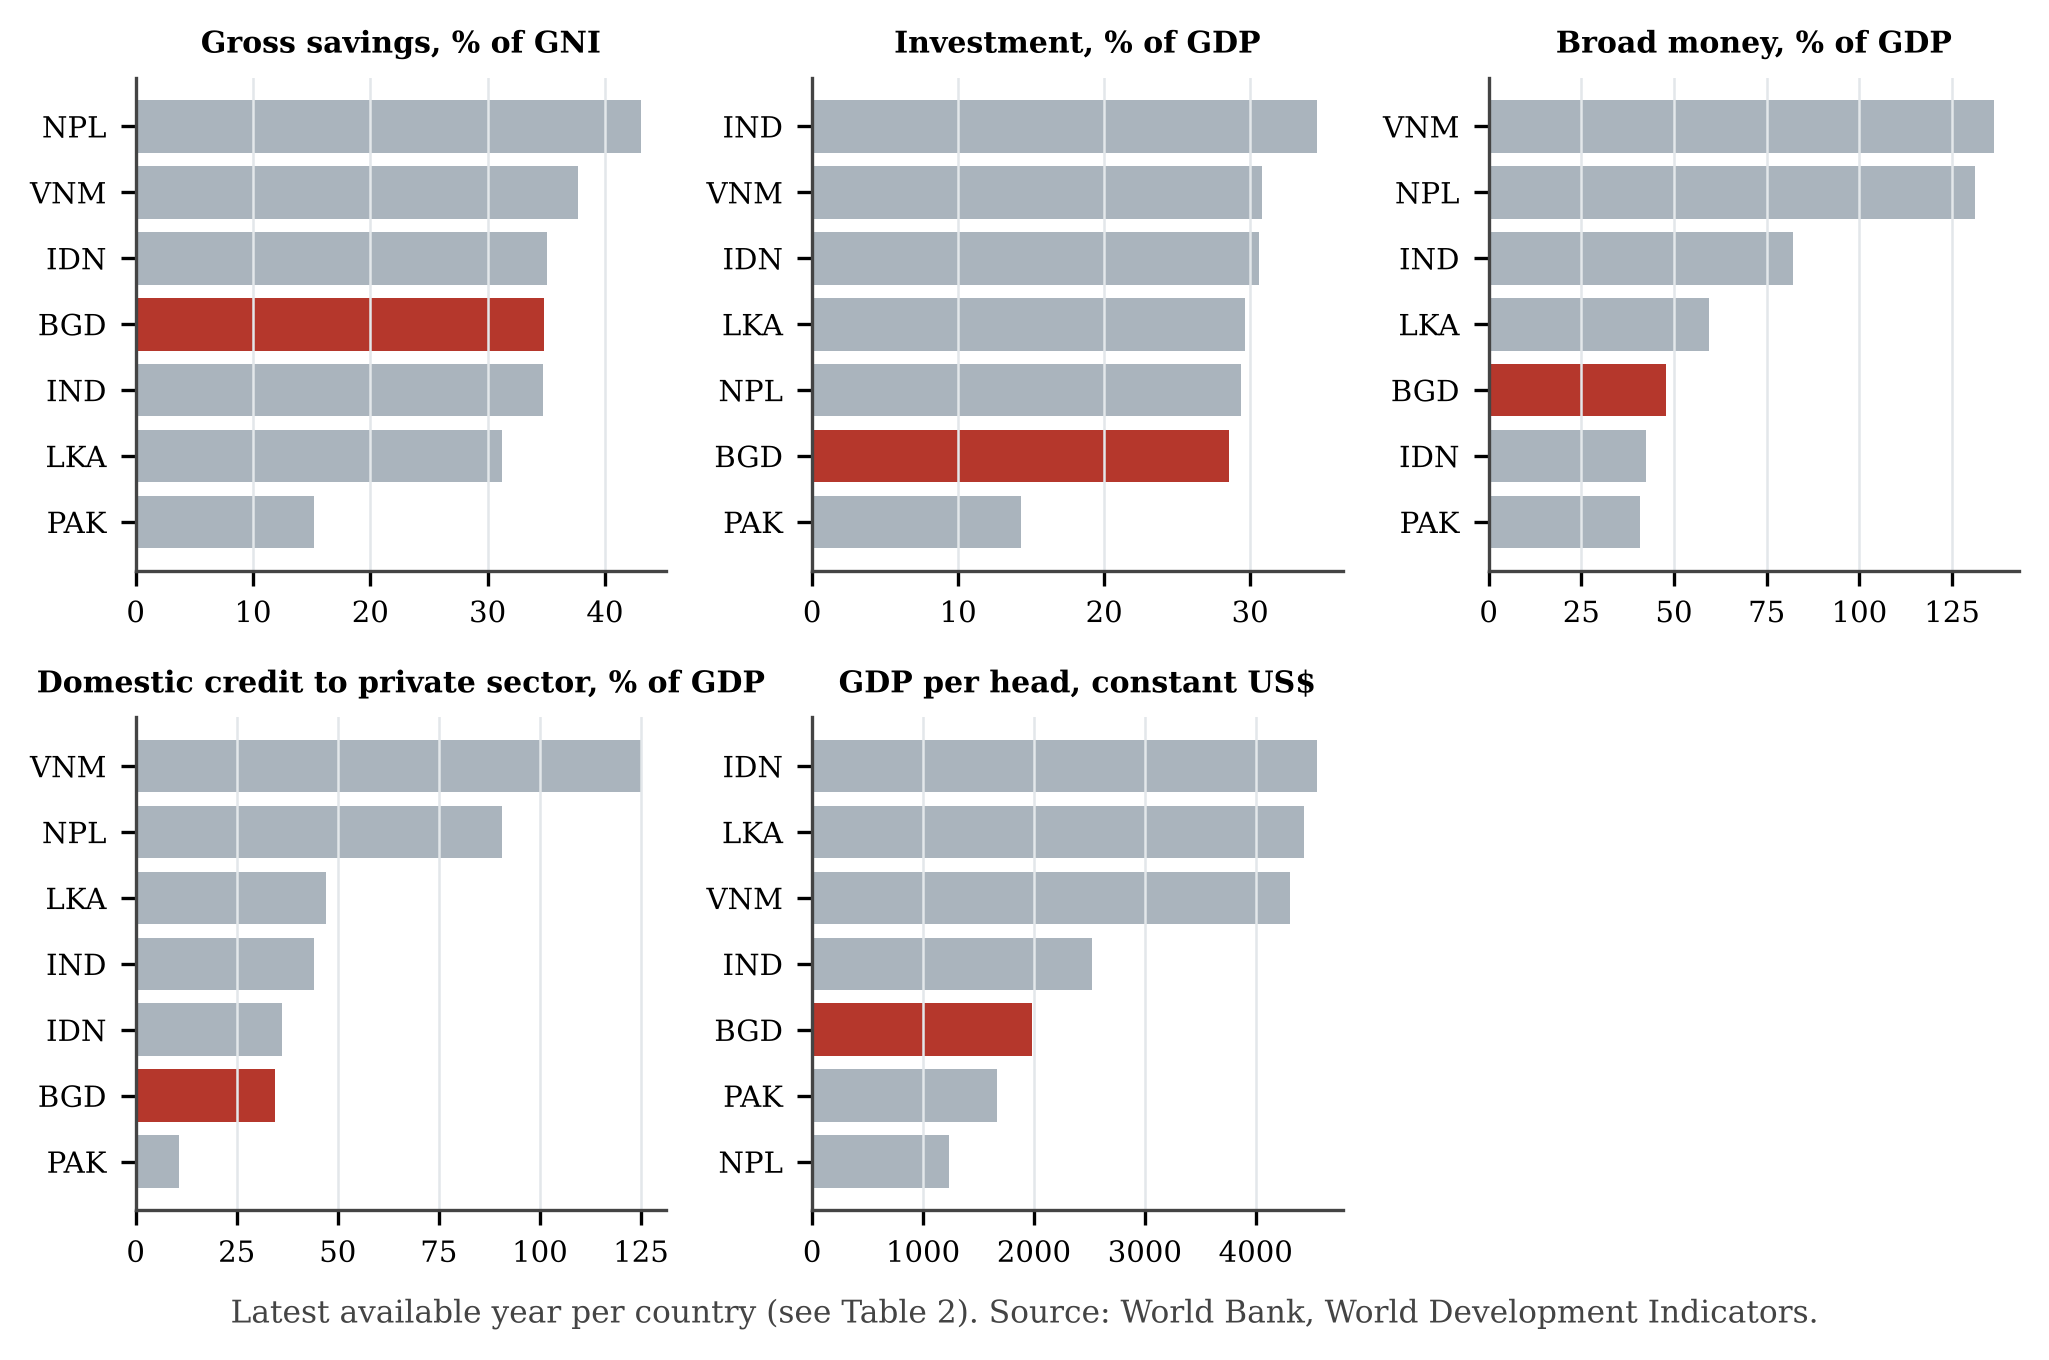 Gross savings, % of GNI
NPL
VNM
IDN
BGD
IND
LKA
PAK
0 10 20 30 40
Investment, % of GDP
IND
VNM
IDN
LKA
NPL
BGD
PAK
0 10 20 30
Broad money, % of GDP
VNM
NPL
IND
LKA
BGD
IDN
PAK
0 25 50 75 100 125
Domestic credit to private sector, % of GDP
VNM
NPL
LKA
IND
IDN
BGD
PAK
0 25 50 75 100 125
GDP per head, constant US$
IDN
LKA
VNM
IND
BGD
PAK
NPL
0 1000 2000 3000 4000
Latest available year per country (see Table 2). Source: World Bank, World Development Indicators.